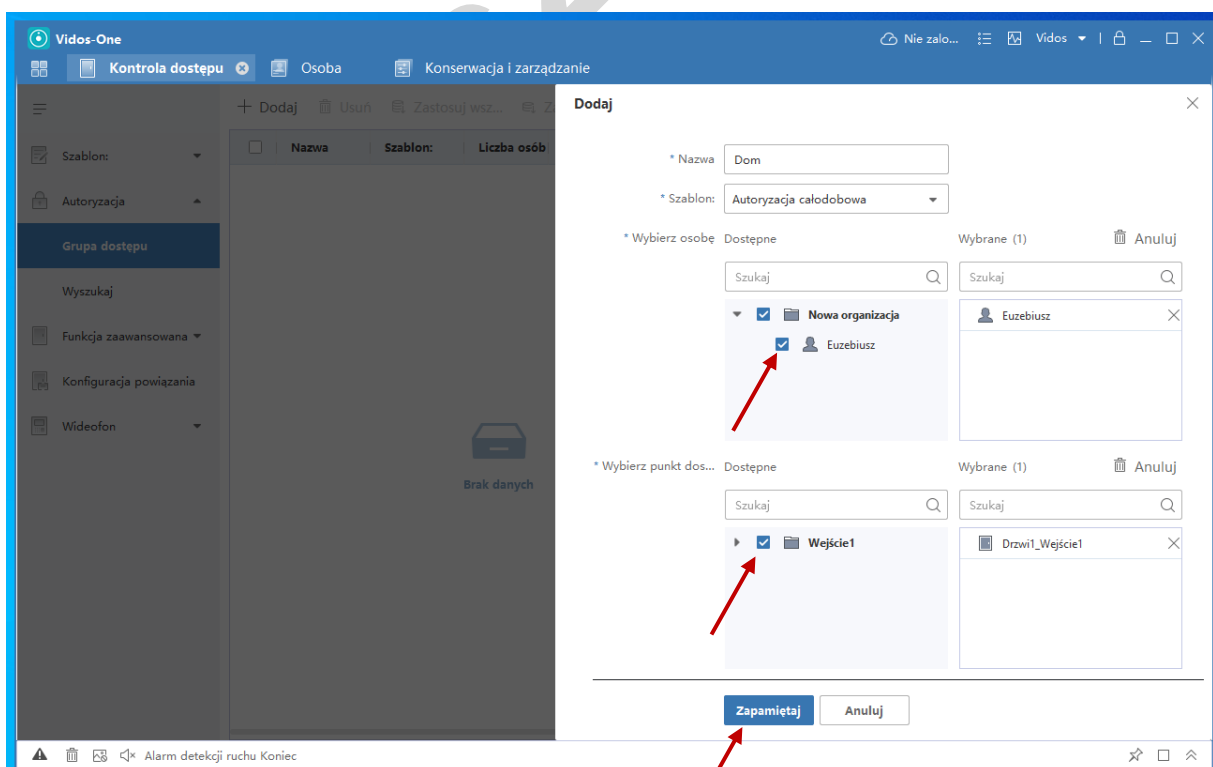 Vidos-One
Nie zalo...
Vidos
Kontrola dostępu
Osoba
Konserwacja i zarządzanie
Szablon:
Autoryzacja
Grupa dostępu
Wyszukaj
Funkcja zaawansowana
Konfiguracja powiązania
Wideofon
Dodaj
Usuń
Zastosuj wsz...
Nazwa
Szablon:
Liczba osób
Brak danych
Dodaj
* Nazwa
Dom
* Szablon:
Autoryzacja całodobowa
* Wybierz osobę
Dostępne
Wybrane (1)
Anuluj
Szukaj
Szukaj
Nowa organizacja
Euzebiusz
Euzebiusz
* Wybierz punkt dos...
Dostępne
Wybrane (1)
Anuluj
Szukaj
Szukaj
Wejście1
Drzwi1_Wejście1
Zapamiętaj
Anuluj
Alarm detekcji ruchu Koniec